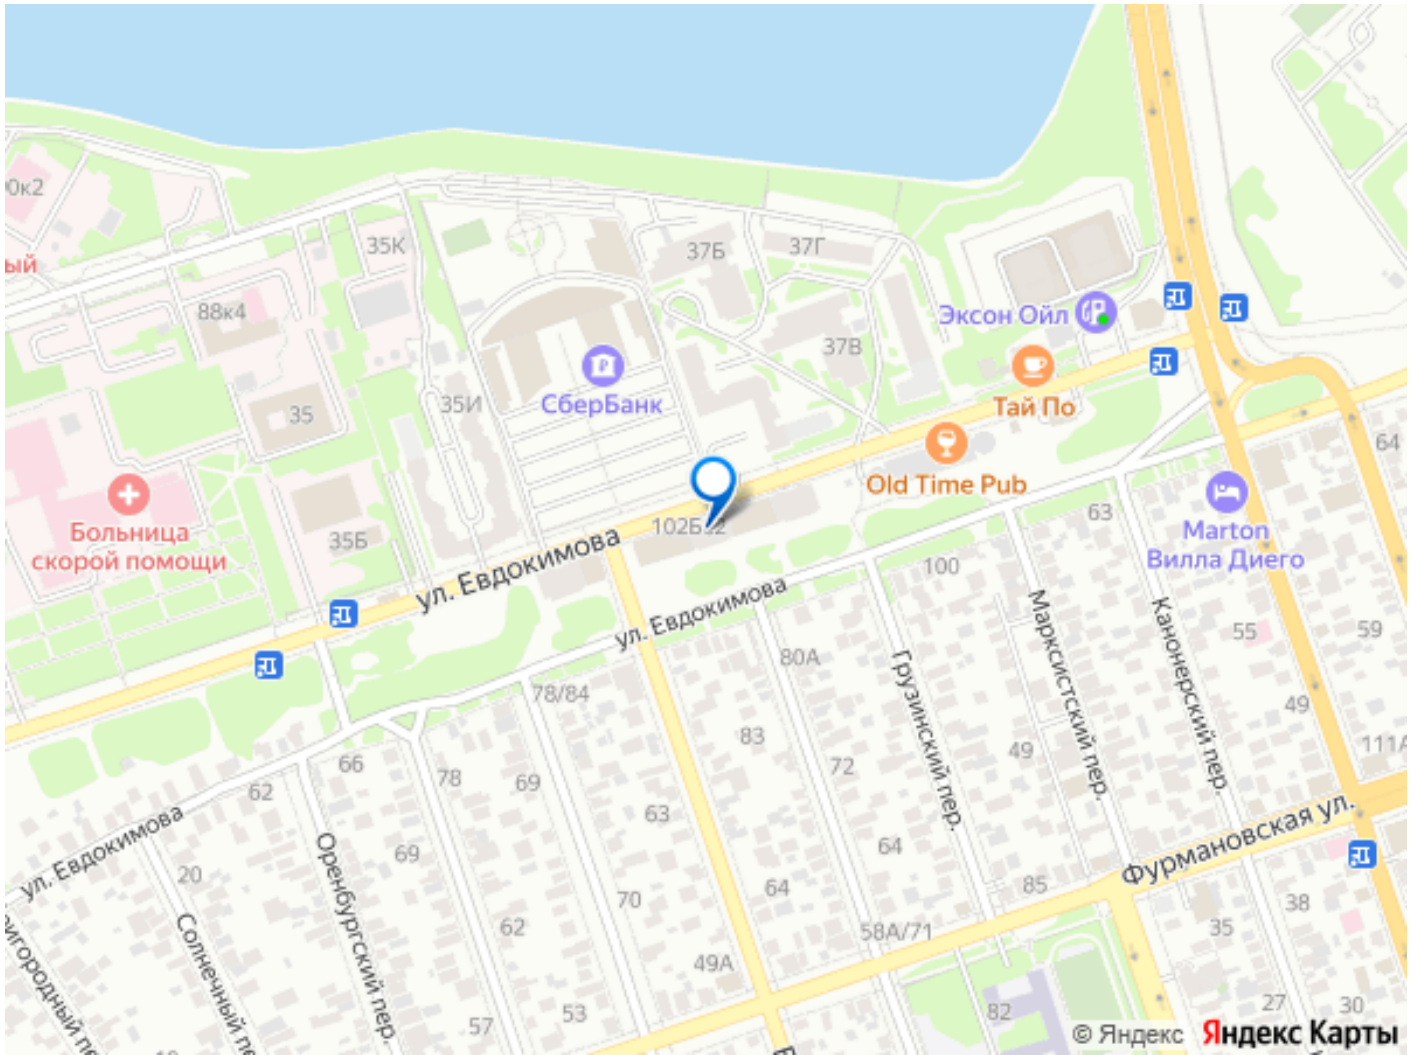 35К
37Б
37Г
ый
88к4
Эксон Ойл
37В
СберБанк
35И
35
Тай По
64
Old Time Pub
Больница
скорой помощи
35Б
63
Marton
Вилла Диего
ул. Евдокимова
100
ул. Евдокимова
55
59
80А
78/84
Грузинский пер.
Марксистский пер.
Канонерский пер.
49
83
49
111А
66
78
69
72
62
63
ул. Евдокимова
Фурмановская ул.
69
64
20
Оренбургский пер.
64
85
70
38
62
58А/71
35
Солнечный пер.
49А
53
57
82
27
30
© Яндекс
Яндекс Карты